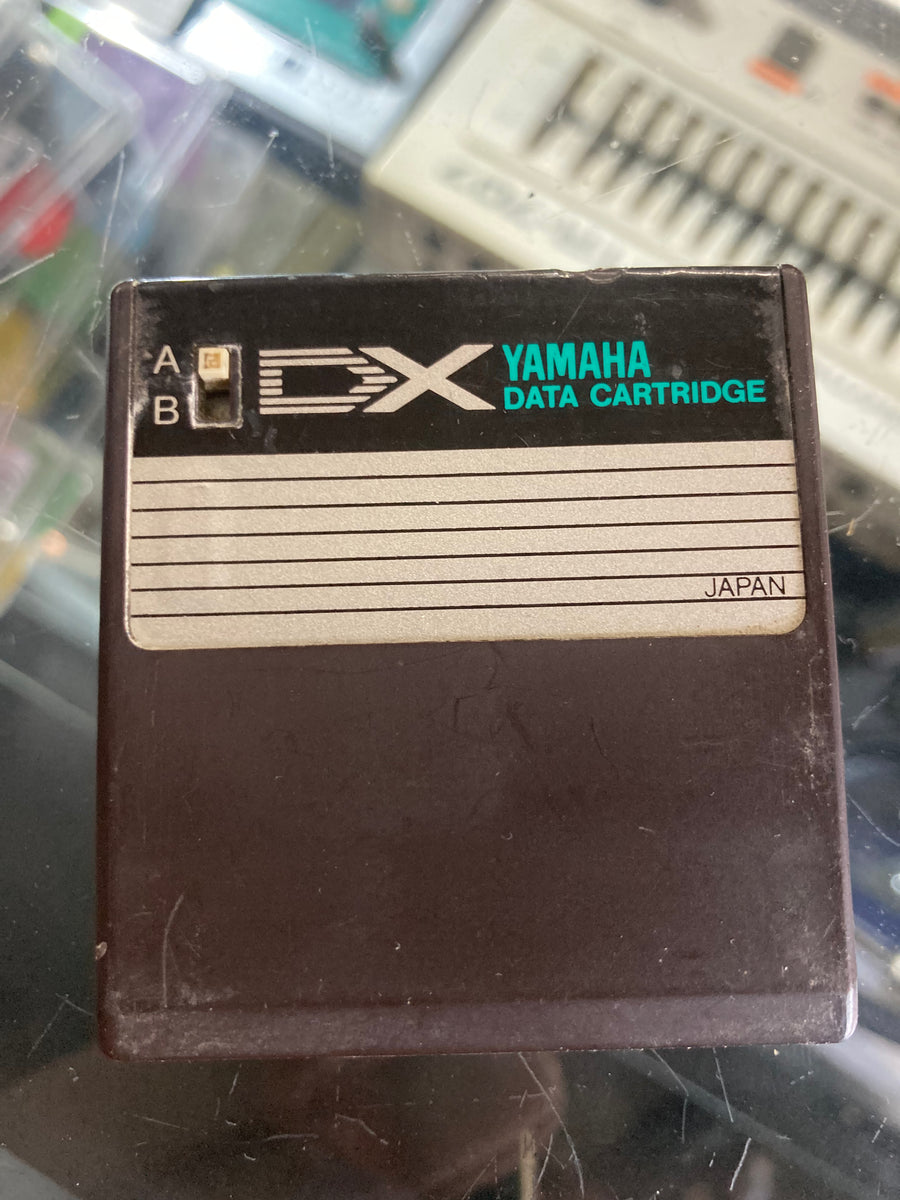 A
B
DX YAMAHA
DATA CARTRIDGE
JAPAN